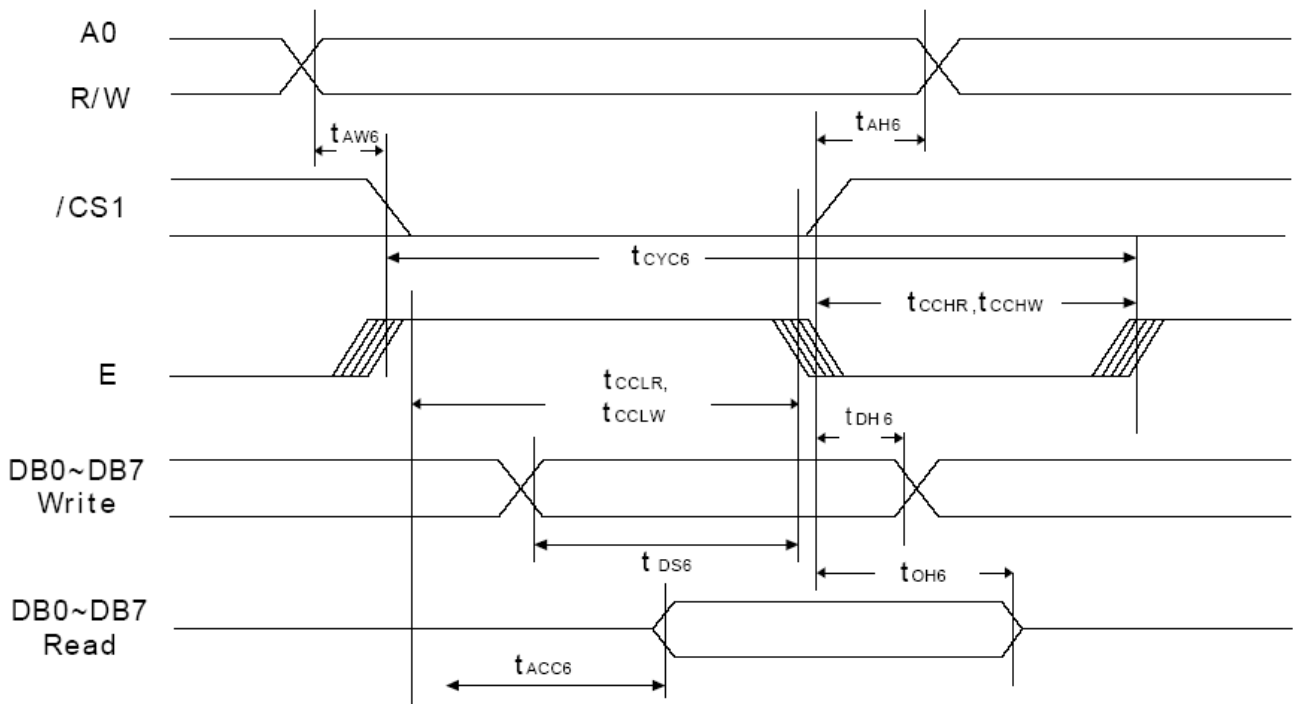 A0
R/W
tAW6
tAH6
/CS1
tCYC6
tCCHR,tCCHW
E
tCCLR,
tCCLW
tDH6
DB0~DB7
Write
tDS6
tOH6
DB0~DB7
Read
tACC6